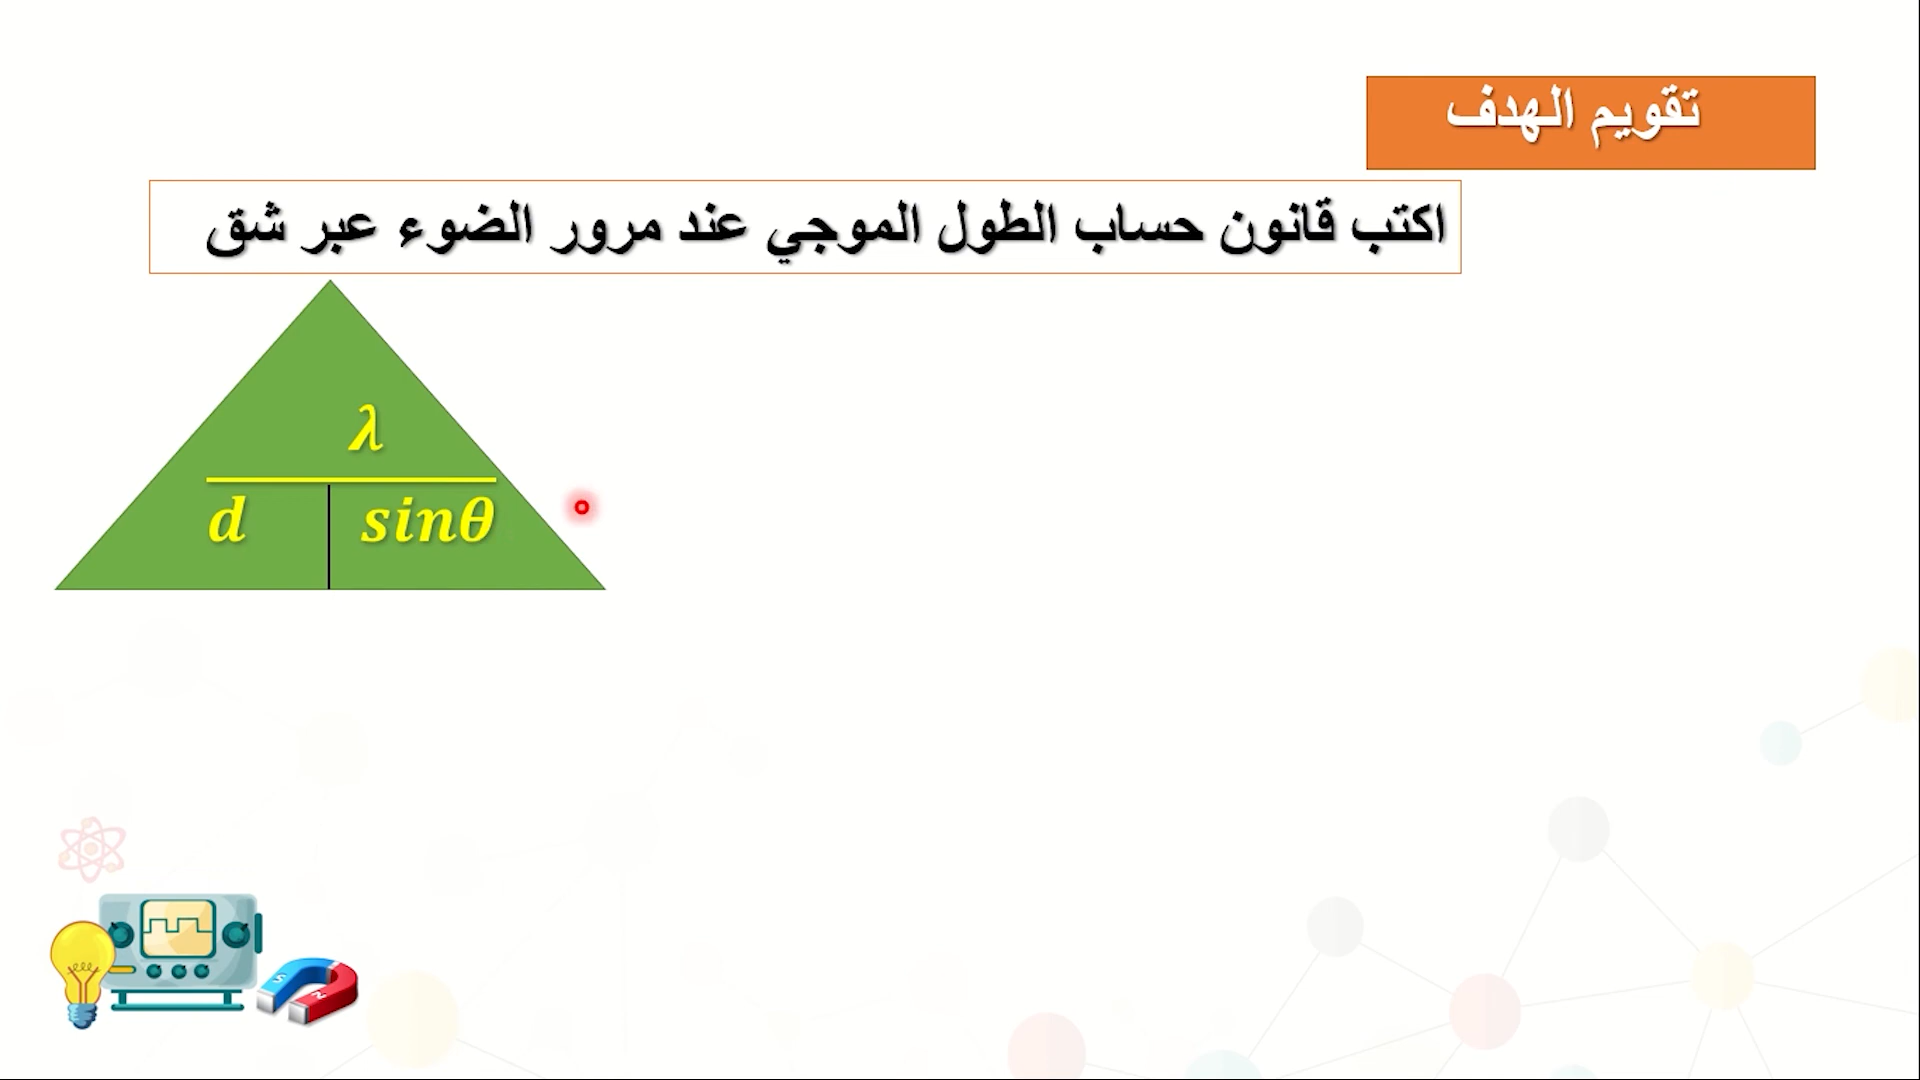 تقويم الهدف
اكتب قانون حساب الطول الموجي عند مرور الضوء عبر شق
λ
d sinθ
S N